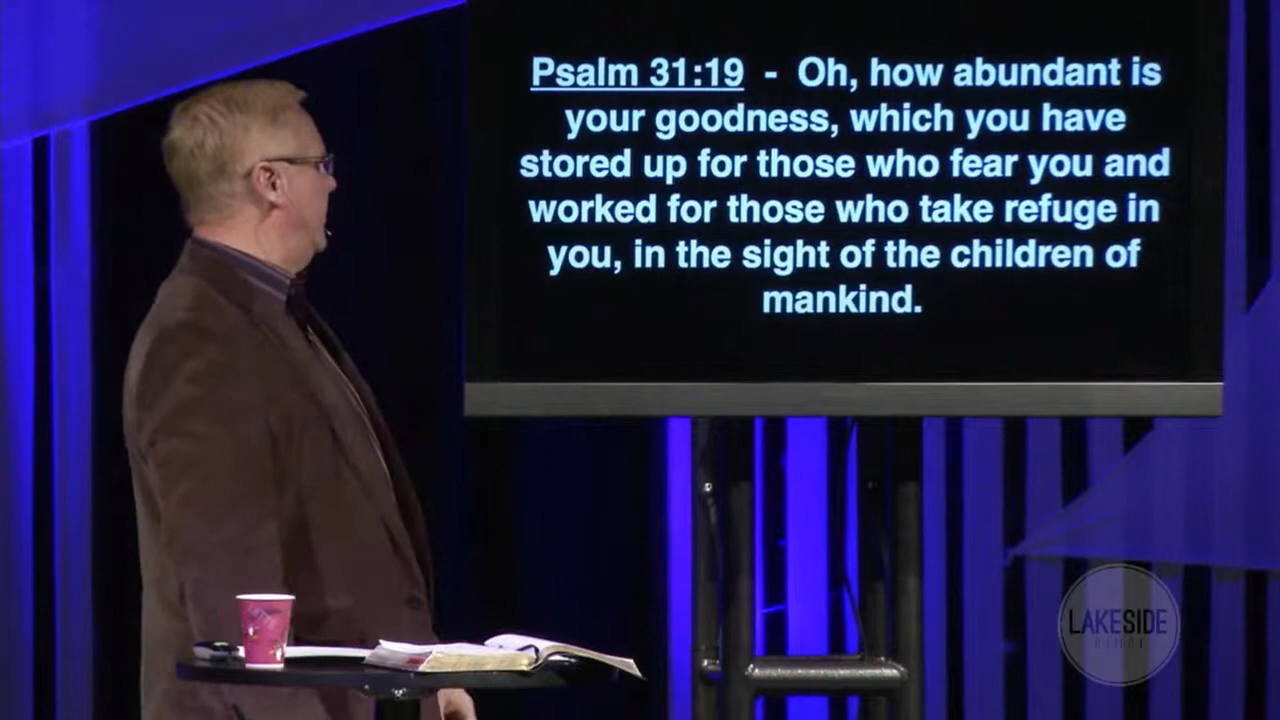 Psalm 31:19 - Oh, how abundant is
your goodness, which you have
stored up for those who fear you and
worked for those who take refuge in
you, in the sight of the children of
mankind.
LAKESIDE